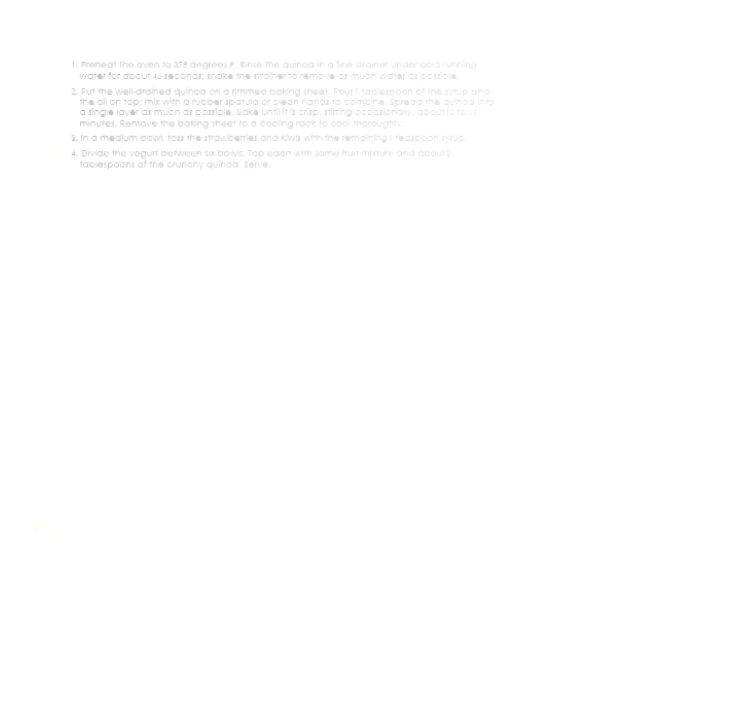 1. Preheat the oven to 375 degrees F. Rinse the quinoa in a fine strainer under cold running
water for about 45 seconds; shake the strainer to remove as much water as possible.
2. Put the well-drained quinoa on a rimmed baking sheet. Pour 1 tablespoon of the syrup and
the oil on top; mix with a rubber spatula or clean hands to combine. Spread the quinoa into
a single layer as much as possible. Bake until it is crisp, stirring occasionally, about
minutes. Remove the baking sheet to a cooling rack to cool thoroughly.
3. In a medium bowl, toss the strawberries and kiwis with the remaining 1 teaspoon syrup.
4. Divide the yogurt between six bowls. Top each with some fruit mixture and about 2
tablespoons of the crunchy quinoa. Serve.